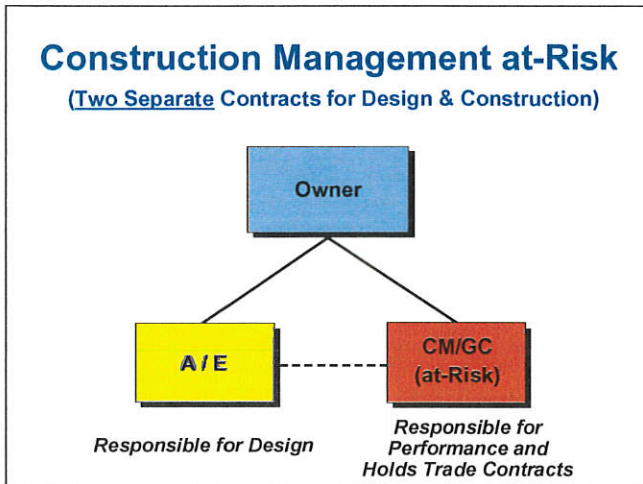 Construction Management at-Risk
(Two Separate Contracts for Design & Construction)
Owner
A / E
CM/GC
(at-Risk)
Responsible for Design
Responsible for
Performance and
Holds Trade Contracts